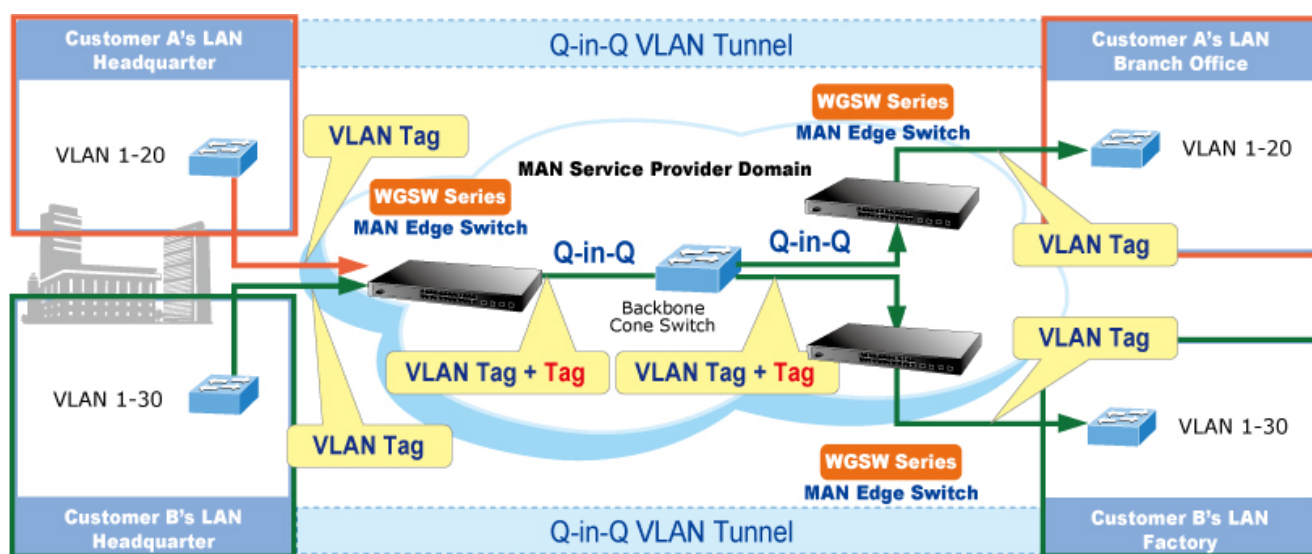 Customer A's LAN
Headquarter
VLAN 1-20
Q-in-Q VLAN Tunnel
Customer A's LAN
Branch Office
VLAN 1-20
VLAN Tag
WGSW Series
MAN Edge Switch
MAN Service Provider Domain
WGSW Series
MAN Edge Switch
Q-in-Q
Q-in-Q
VLAN Tag
Backbone
Cone Switch
VLAN Tag + Tag
VLAN Tag + Tag
VLAN Tag
VLAN 1-30
VLAN Tag
VLAN 1-30
WGSW Series
MAN Edge Switch
Customer B's LAN
Headquarter
Q-in-Q VLAN Tunnel
Customer B's LAN
Factory